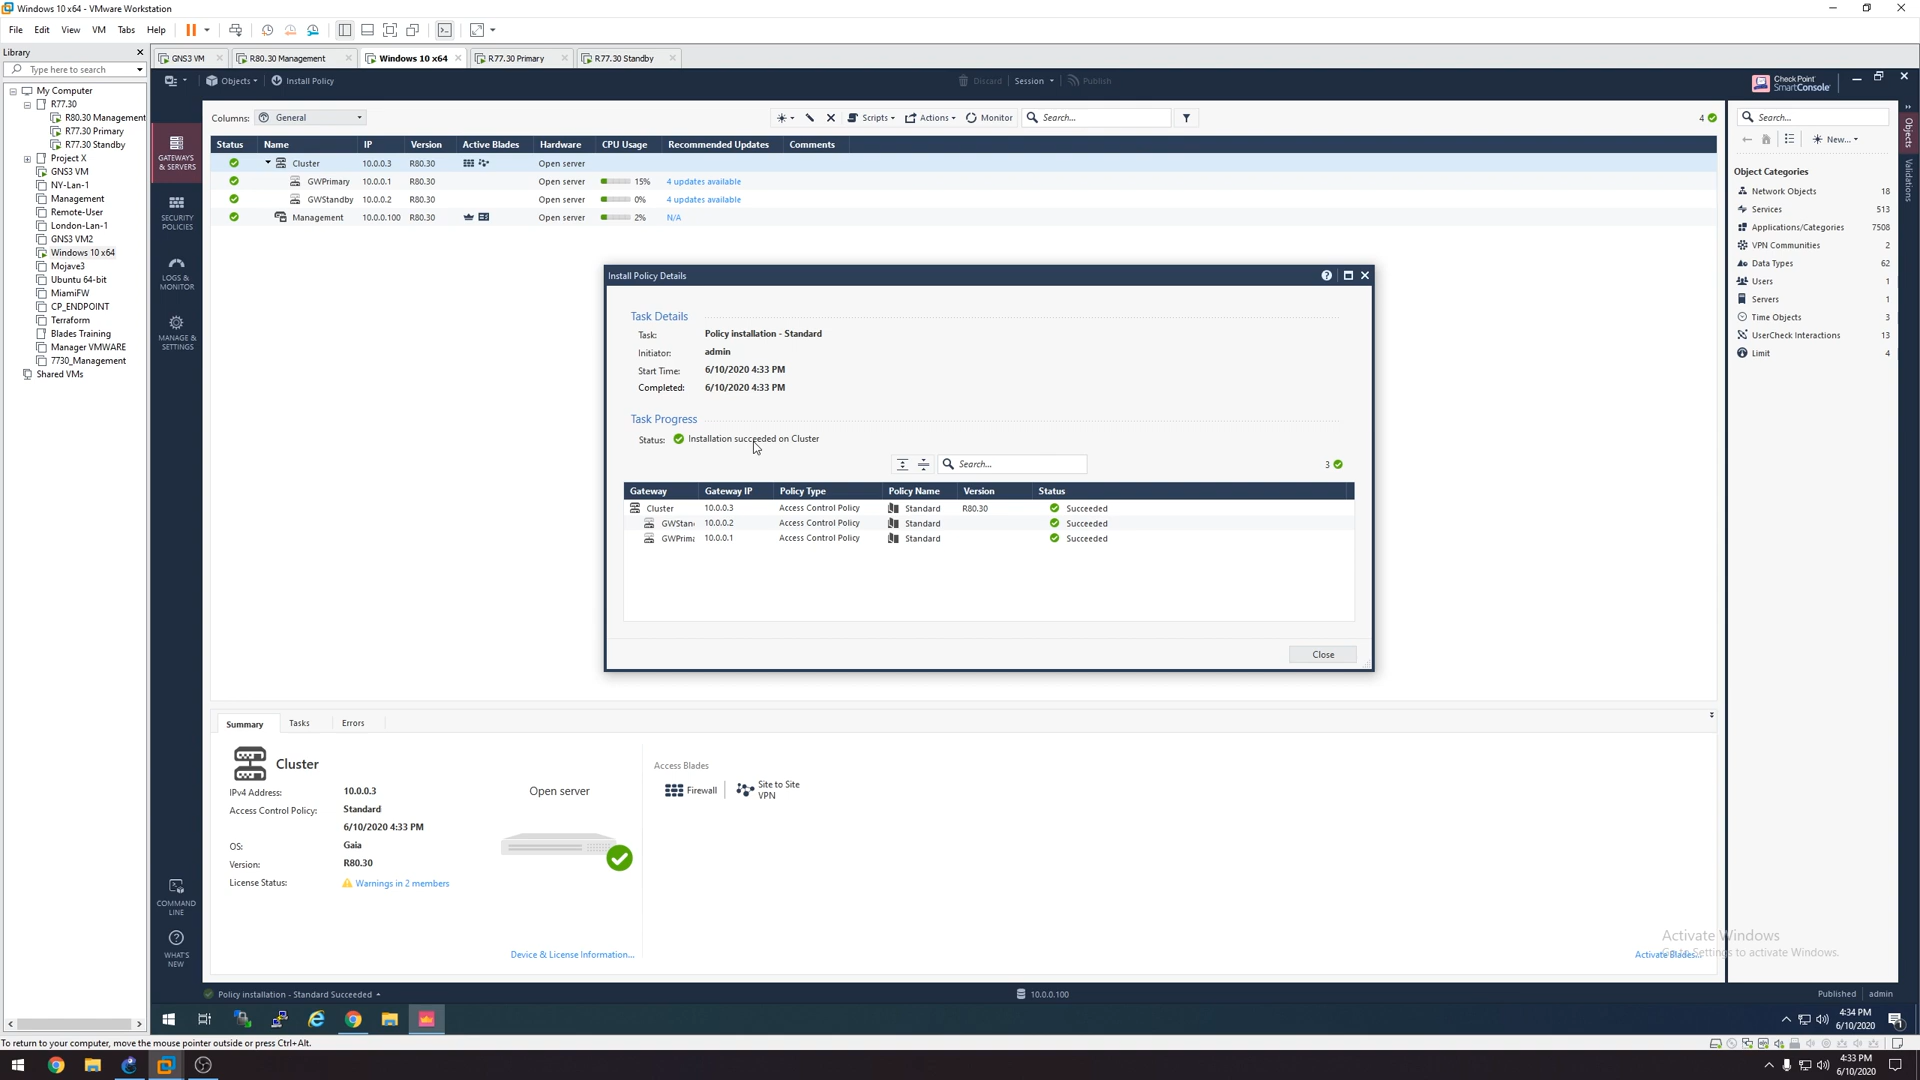 Windows 10 x64 - VMware Workstation
File Edit View VM Tabs Help
Library
Type here to search
My Computer
R77.30
R80.30 Management
R77.30 Primary
R77.30 Standby
Project X
GNS3 VM
NY-Lan-1
Management
Remote-User
London-Lan-1
GNS3 VM2
Windows 10 x64
Mojave3
Ubuntu 64-bit
MiamiFW
CP_ENDPOINT
Terraform
Blades Training
Manager VMWARE
7730_Management
Shared VMs
GNS3 VM
R80.30 Management
Windows 10 x64
R77.30 Primary
R77.30 Standby
Objects
Install Policy
Discard
Session
Publish
Check Point
SmartConsole
GATEWAYS
& SERVERS
SECURITY
POLICIES
LOGS &
MONITOR
MANAGE &
SETTINGS
COMMAND
LINE
WHAT'S
NEW
Columns: General
Scripts
Actions
Monitor
Search...
4
Status Name IP Version Active Blades Hardware CPU Usage Recommended Updates Comments
Cluster 10.0.0.3 R80.30 Open server
GWPrimary 10.0.0.1 R80.30 Open server 15% 4 updates available
GWStandby 10.0.0.2 R80.30 Open server 0% 4 updates available
Management 10.0.0.100 R80.30 Open server 2% N/A
Install Policy Details
Task Details
Task: Policy installation - Standard
Initiator: admin
Start Time: 6/10/2020 4:33 PM
Completed: 6/10/2020 4:33 PM
Task Progress
Status: Installation succeeded on Cluster
Search...
3
Gateway Gateway IP Policy Type Policy Name Version Status
Cluster 10.0.0.3 Access Control Policy Standard R80.30 Succeeded
GWStan 10.0.0.2 Access Control Policy Standard Succeeded
GWPrima 10.0.0.1 Access Control Policy Standard Succeeded
Close
Summary
Tasks
Errors
Cluster
IPv4 Address: 10.0.0.3
Access Control Policy: Standard
6/10/2020 4:33 PM
OS: Gaia
Version: R80.30
License Status: Warnings in 2 members
Open server
Device & License Information...
Access Blades
Firewall
Site to Site
VPN
Activate Blades...
Search...
New...
Object Categories
Network Objects 18
Services 513
Applications/Categories 7508
VPN Communities 2
Data Types 62
Users 1
Servers 1
Time Objects 3
UserCheck Interactions 13
Limit 4
Objects
Validations
Activate Windows
Go to Settings to activate Windows.
Policy installation - Standard Succeeded
10.0.0.100
Published
admin
4:34 PM
6/10/2020
1
To return to your computer, move the mouse pointer outside or press Ctrl+Alt.
4:33 PM
6/10/2020